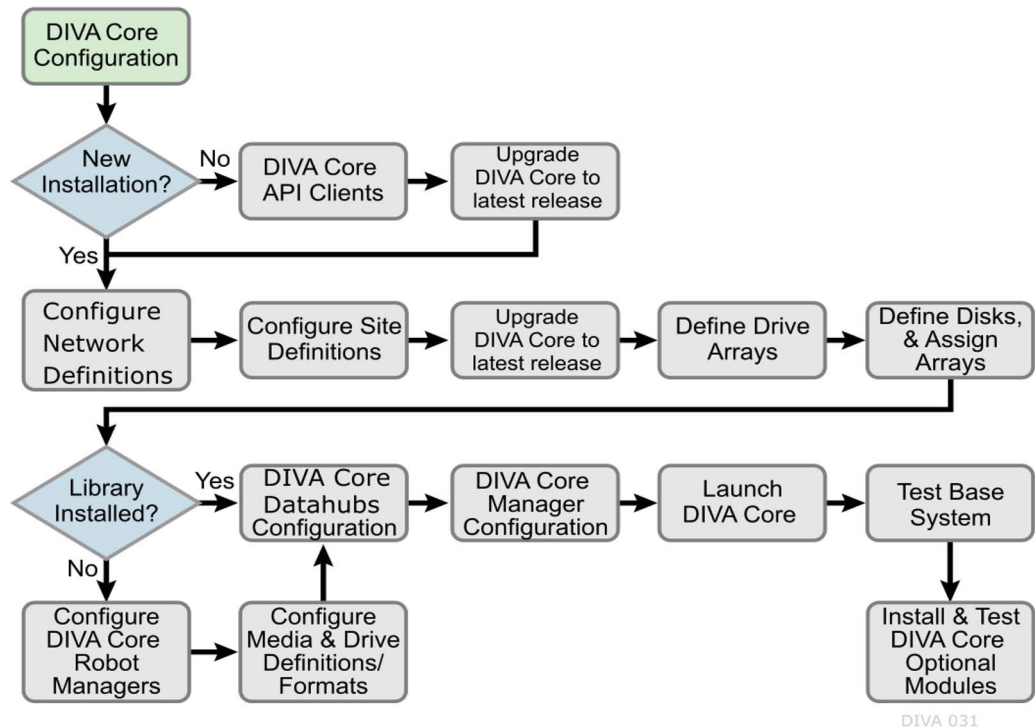 DIVA Core
Configuration
New
Installation?
No
DIVA Core
API Clients
Upgrade
DIVA Core to
latest release
Yes
Configure
Network
Definitions
Configure Site
Definitions
Upgrade
DIVA Core to
latest release
Define Drive
Arrays
Define Disks,
& Assign
Arrays
Library
Installed?
Yes
DIVA Core
Datahubs
Configuration
DIVA Core
Manager
Configuration
Launch
DIVA Core
Test Base
System
No
Configure
DIVA Core
Robot
Managers
Configure
Media & Drive
Definitions/
Formats
Install & Test
DIVA Core
Optional
Modules
DIVA 031